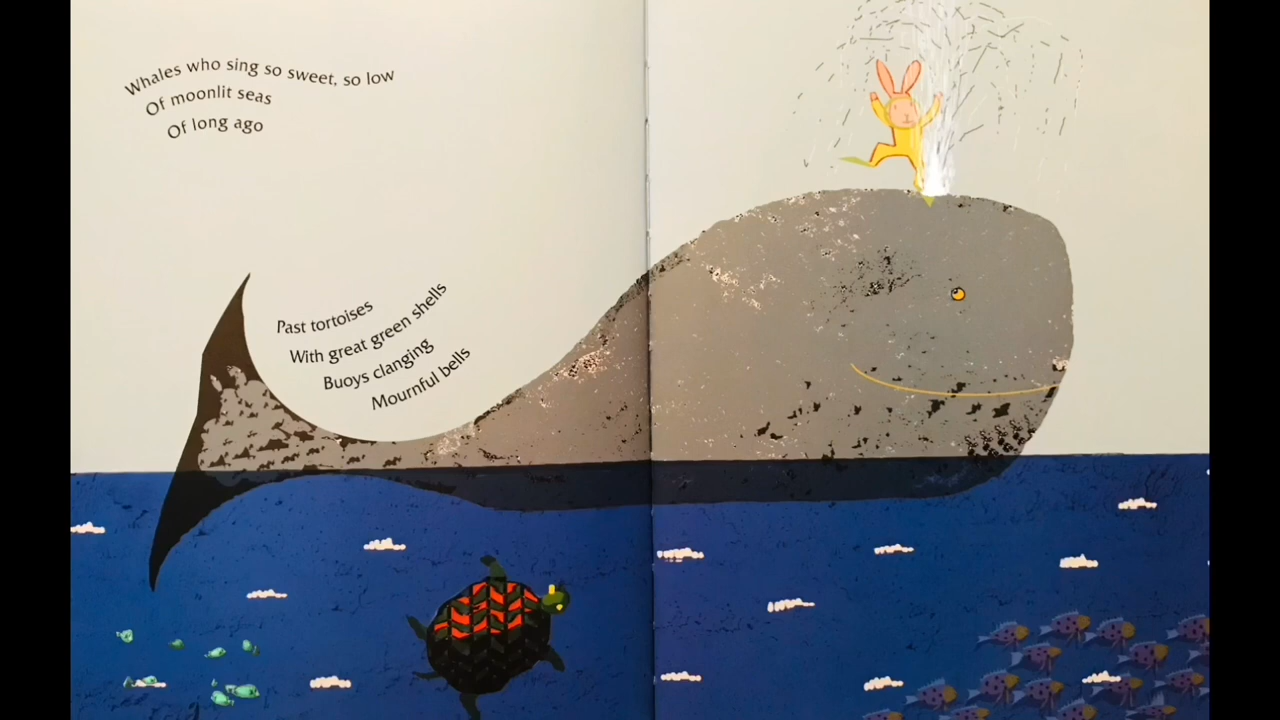 Whales who sing so sweet, so low
Of moonlit seas
Of long ago
Past tortoises
With great green shells
Buoys clanging
Mournful bells